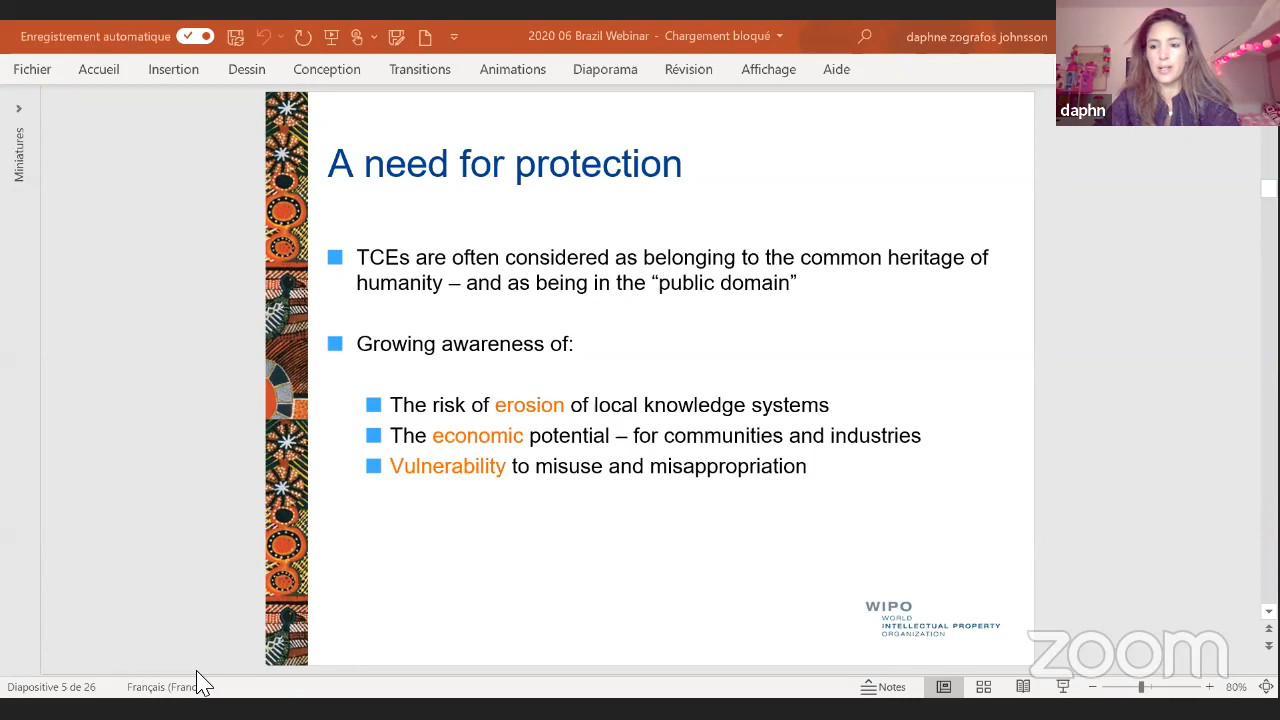 Enregistrement automatique
2020 06 Brazil Webinar - Chargement bloqué
daphne zografos johnsson
Fichier Accueil Insertion Dessin Conception Transitions Animations Diaporama Révision Affichage Aide
daphn
Miniatures
A need for protection
TCEs are often considered as belonging to the common heritage of
humanity – and as being in the “public domain”
Growing awareness of:
The risk of erosion of local knowledge systems
The economic potential – for communities and industries
Vulnerability to misuse and misappropriation
WIPO
WORLD
INTELLECTUAL PROPERTY
ORGANIZATION
zoom
Diapositive 5 de 26 Français (Franc
Notes
80%